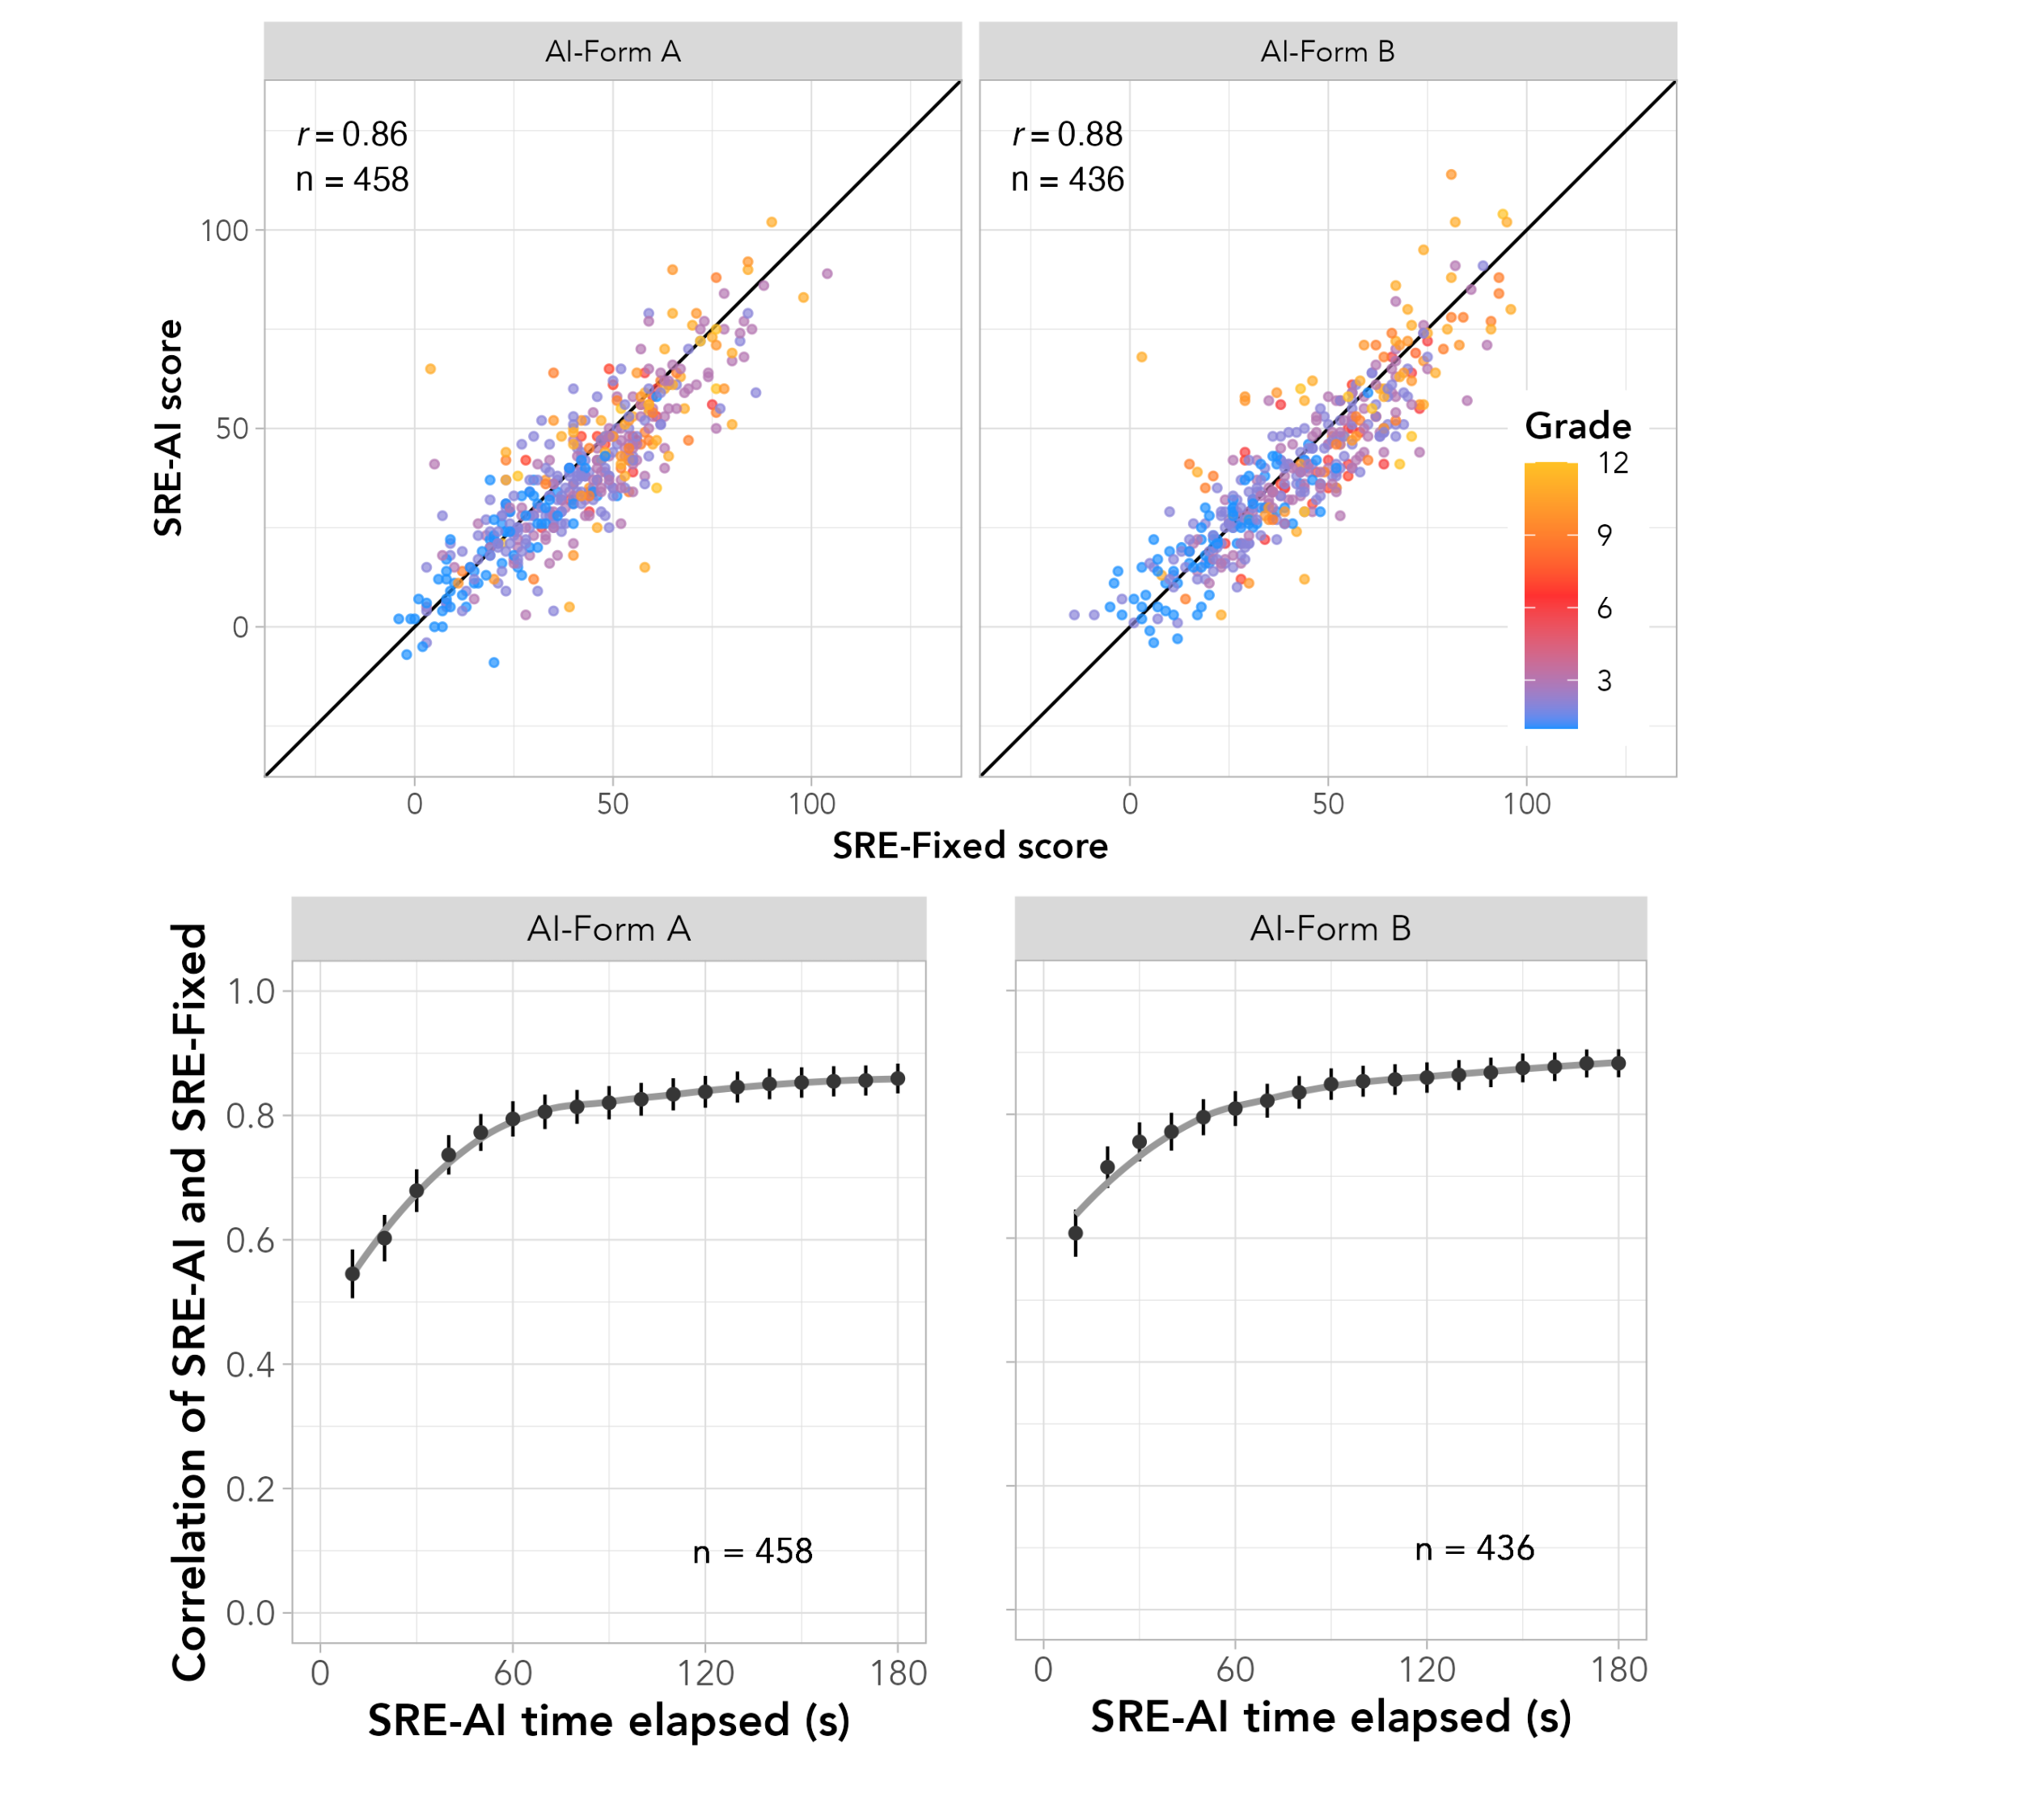 AI-Form A
AI-Form B
r = 0.86
n = 458
r = 0.88
n = 436
SRE-AI score
100
50
0
0
50
100
0
50
100
SRE-Fixed score
Grade
12
9
6
3
AI-Form A
AI-Form B
Correlation of SRE-AI and SRE-Fixed
1.0
0.8
0.6
0.4
0.2
0.0
n = 458
n = 436
0
60
120
180
0
60
120
180
SRE-AI time elapsed (s)
SRE-AI time elapsed (s)